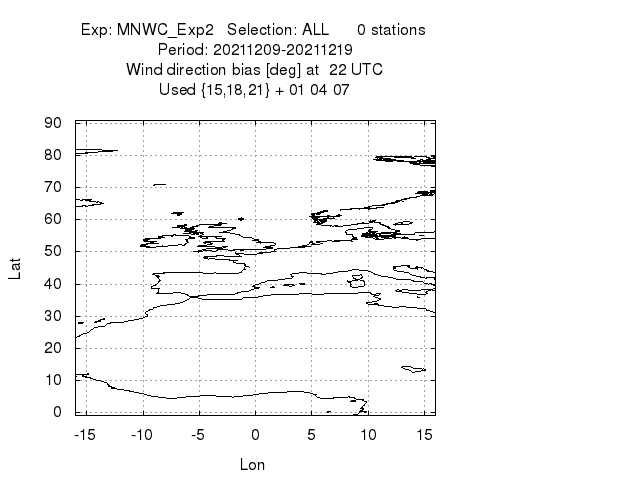 Exp: MNWC_Exp2 Selection: ALL 0 stations
Period: 20211209-20211219
Wind direction bias [deg] at 22 UTC
Used {15,18,21} + 01 04 07
90
80
70
60
50
40
30
20
10
0
Lat
-15 -10 -5 0 5 10 15
Lon